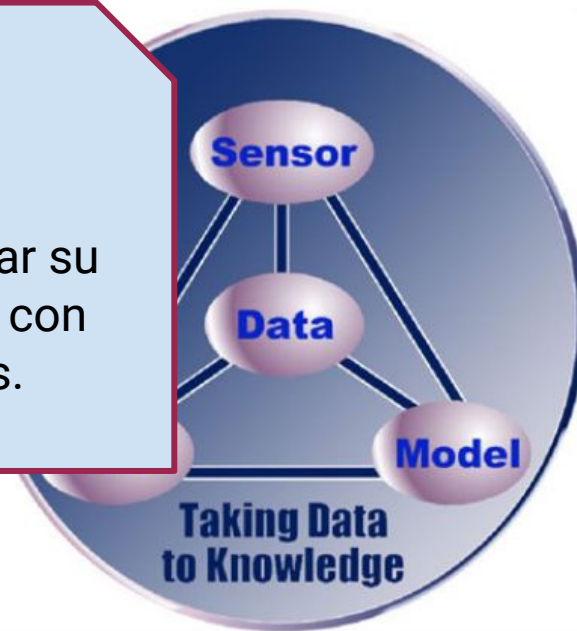 ar su
con
s.
Sensor
Data
Model
Taking Data
to Knowledge